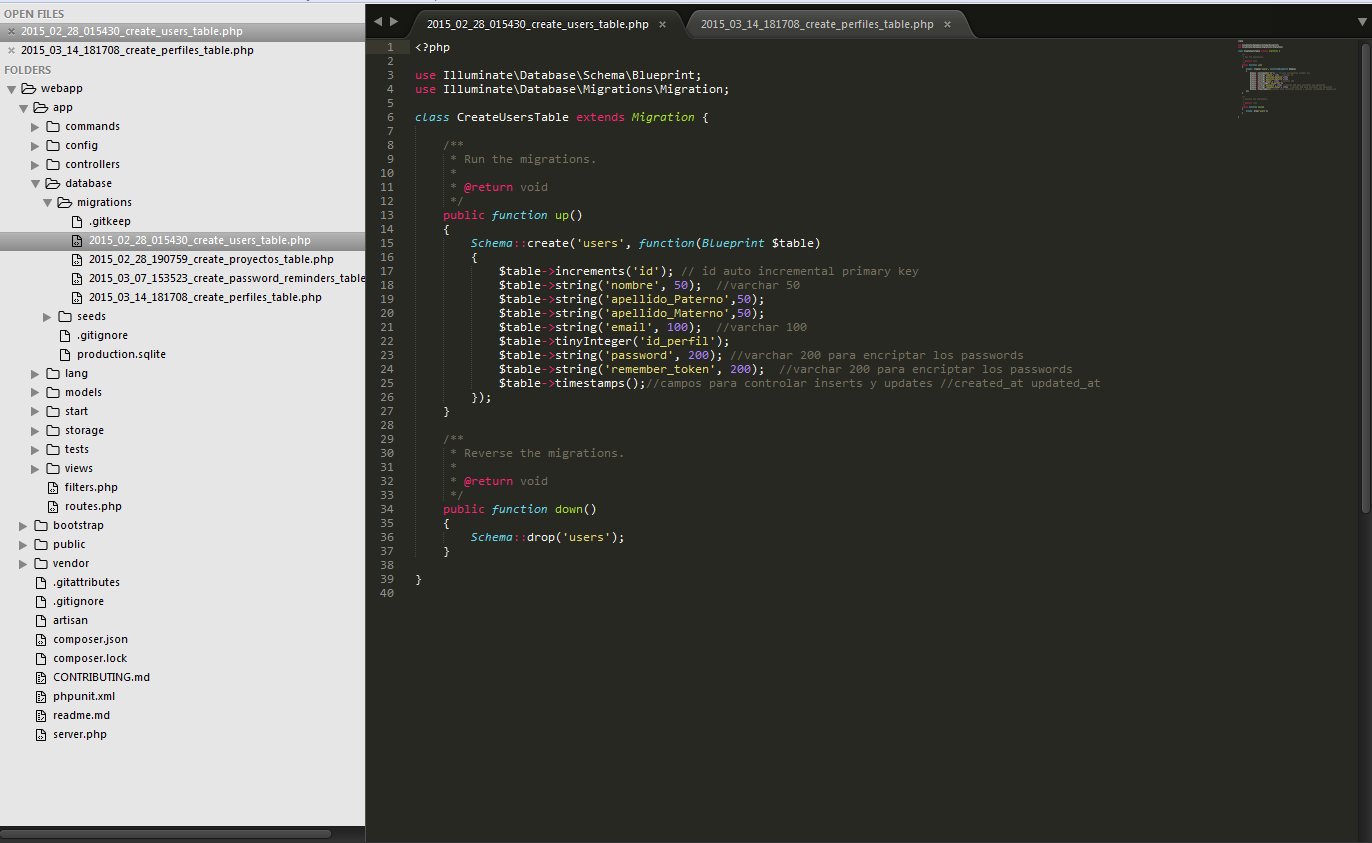 OPEN FILES
2015_02_28_015430_create_users_table.php
2015_03_14_181708_create_perfiles_table.php
FOLDERS
webapp
app
commands
config
controllers
database
migrations
.gitkeep
2015_02_28_015430_create_users_table.php
2015_02_28_190759_create_proyectos_table.php
2015_03_07_153523_create_password_reminders_table
2015_03_14_181708_create_perfiles_table.php
seeds
.gitignore
production.sqlite
lang
models
start
storage
tests
views
filters.php
routes.php
bootstrap
public
vendor
.gitattributes
.gitignore
artisan
composer.json
composer.lock
CONTRIBUTING.md
phpunit.xml
readme.md
server.php
2015_02_28_015430_create_users_table.php
2015_03_14_181708_create_perfiles_table.php
1 <?php
2
3 use Illuminate\Database\Schema\Blueprint;
4 use Illuminate\Database\Migrations\Migration;
5
6 class CreateUsersTable extends Migration {
7
8 /**
9 * Run the migrations.
10 *
11 * @return void
12 */
13 public function up()
14 {
15 Schema::create('users', function(Blueprint $table)
16 {
17 $table->increments('id'); // id auto incremental primary key
18 $table->string('nombre', 50);  //varchar 50
19 $table->string('apellido_Paterno',50);
20 $table->string('apellido_Materno',50);
21 $table->string('email', 100);  //varchar 100
22 $table->tinyInteger('id_perfil');
23 $table->string('password', 200); //varchar 200 para encriptar los passwords
24 $table->string('remember_token', 200);  //varchar 200 para encriptar los passwords
25 $table->timestamps();//campos para controlar inserts y updates //created_at updated_at
26 });
27 }
28
29 /**
30 * Reverse the migrations.
31 *
32 * @return void
33 */
34 public function down()
35 {
36 Schema::drop('users');
37 }
38
39 }
40